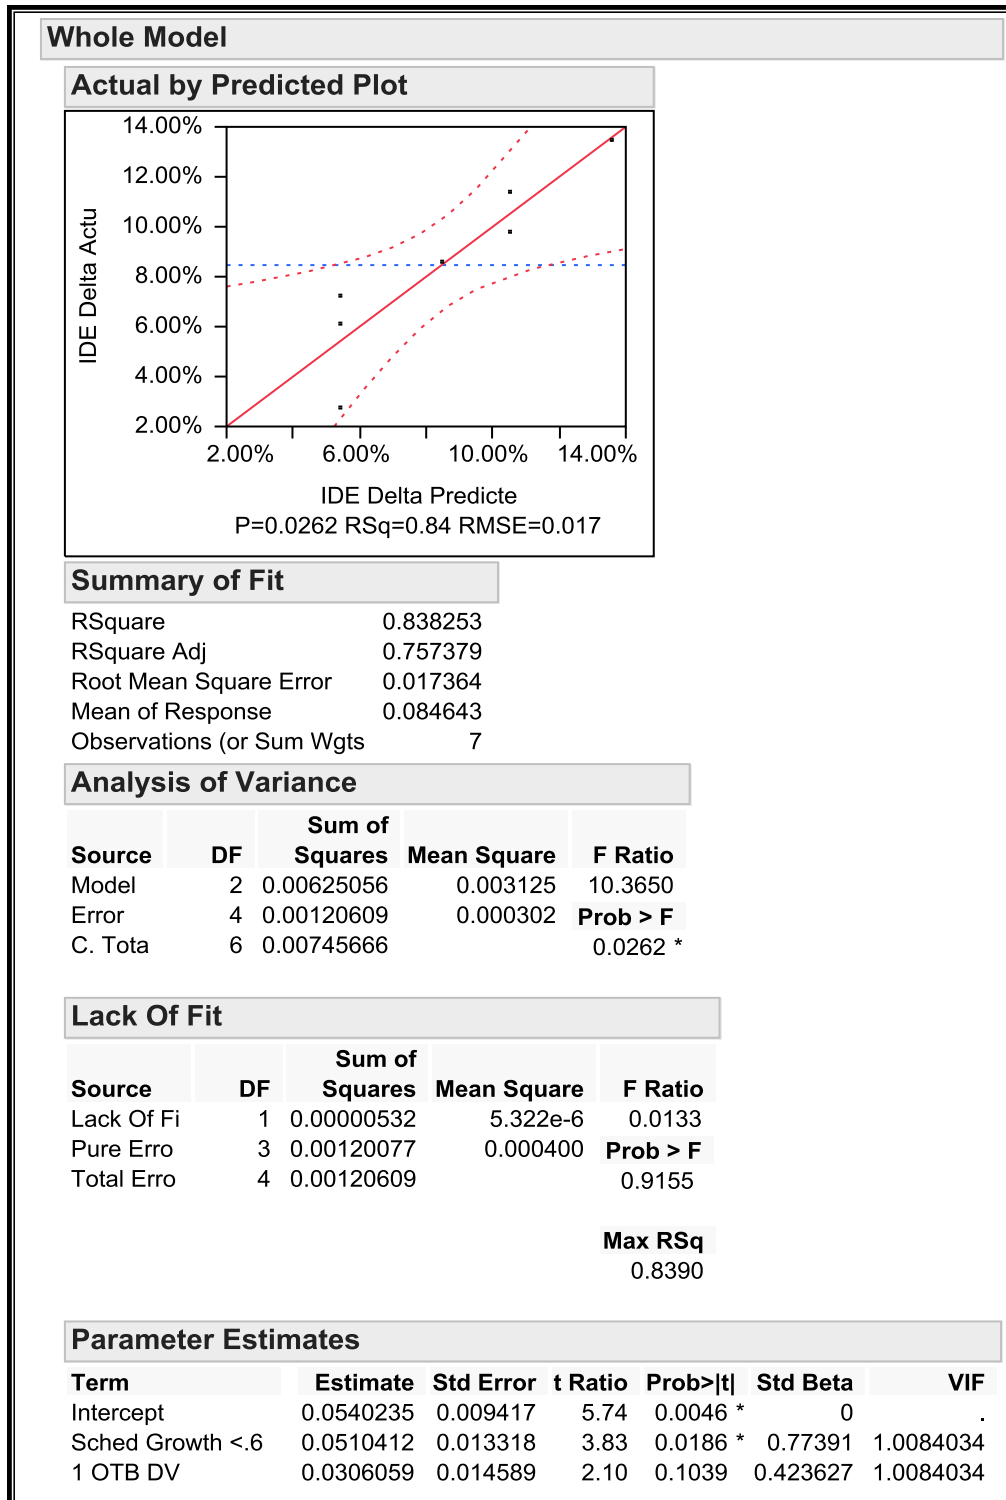 Whole Model
Actual by Predicted Plot
14.00%
12.00%
10.00%
8.00%
6.00%
4.00%
2.00%
IDE Delta Actu
2.00% 6.00% 10.00% 14.00%
IDE Delta Predicte
P=0.0262 RSq=0.84 RMSE=0.017
Summary of Fit
RSquare 0.838253
RSquare Adj 0.757379
Root Mean Square Error 0.017364
Mean of Response 0.084643
Observations (or Sum Wgts 7
Analysis of Variance
Sum of
Source DF Squares Mean Square F Ratio
Model 2 0.00625056 0.003125 10.3650
Error 4 0.00120609 0.000302 Prob > F
C. Tota 6 0.00745666 0.0262 *
Lack Of Fit
Sum of
Source DF Squares Mean Square F Ratio
Lack Of Fi 1 0.00000532 5.322e-6 0.0133
Pure Erro 3 0.00120077 0.000400 Prob > F
Total Erro 4 0.00120609 0.9155
Max RSq
0.8390
Parameter Estimates
Term Estimate Std Error t Ratio Prob>|t| Std Beta VIF
Intercept 0.0540235 0.009417 5.74 0.0046 * 0 .
Sched Growth <.6 0.0510412 0.013318 3.83 0.0186 * 0.77391 1.0084034
1 OTB DV 0.0306059 0.014589 2.10 0.1039 0.423627 1.0084034